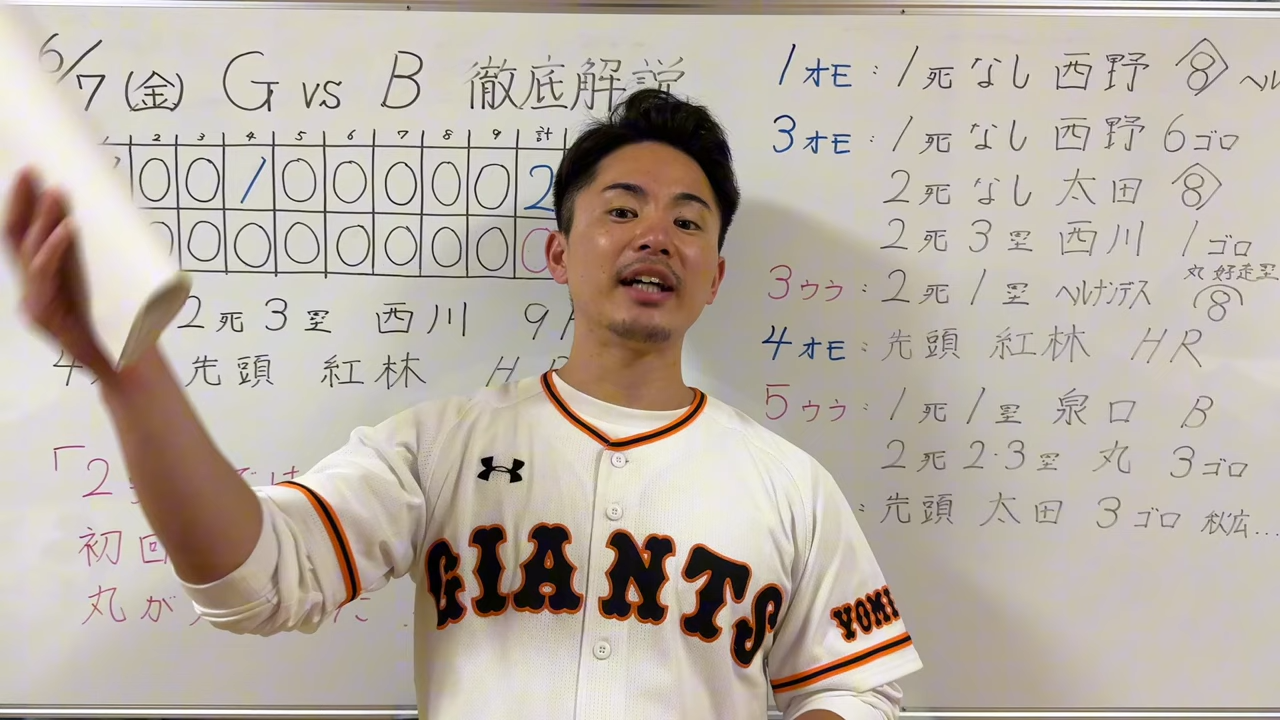 6/7(金) G vs B 徹底解説
2 3 4 5 6 7 8 9 計
0 0 1 0 0 0 0 0 2
0 0 0 0 0 0 0 0 0
2死3塁 西川 9
4 先頭 紅林 HR
「2
初回
丸が た
1オモ：1死なし 西野 8 ヘル
3オモ：1死なし 西野 6ゴロ
2死なし 太田 8
2死3塁 西川 1ゴロ
丸 好走塁
3ウラ：2死1塁 ヘルナンデス 8
4オモ：先頭 紅林 HR
5ウラ：1死1塁 泉口 B
2死2・3塁 丸 3ゴロ
：先頭 太田 3ゴロ 秋広…
GIANTS
YOMI